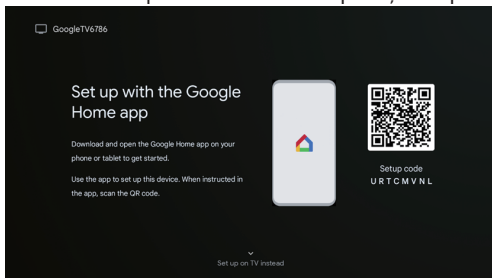 GoogleTV6786
Set up with the Google
Home app
Download and open the Google Home app on your
phone or tablet to get started.
Use the app to set up this device. When instructed in
the app, scan the QR code.
Setup code
URTCMVNL
Set up on TV instead